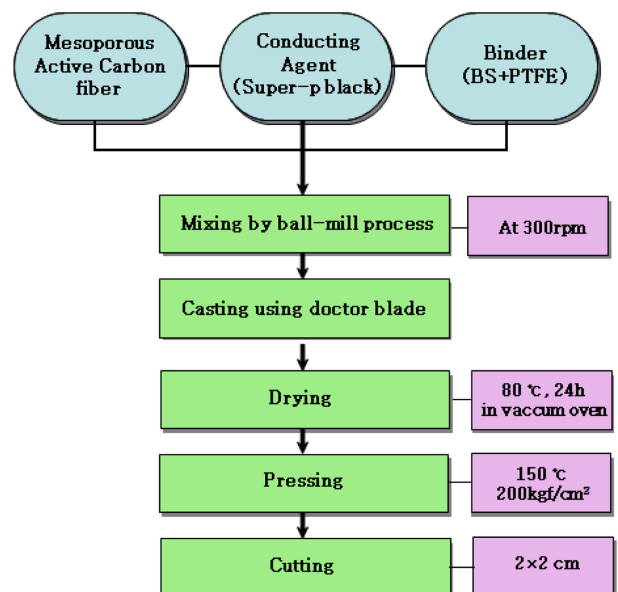 Mesoporous
Active Carbon
fiber
Conducting
Agent
(Super-p black)
Binder
(BS+PTFE)
Mixing by ball-mill process
At 300rpm
Casting using doctor blade
Drying
80 ℃, 24h
in vaccum oven
Pressing
150 ℃
200kgf/cm²
Cutting
2×2 cm